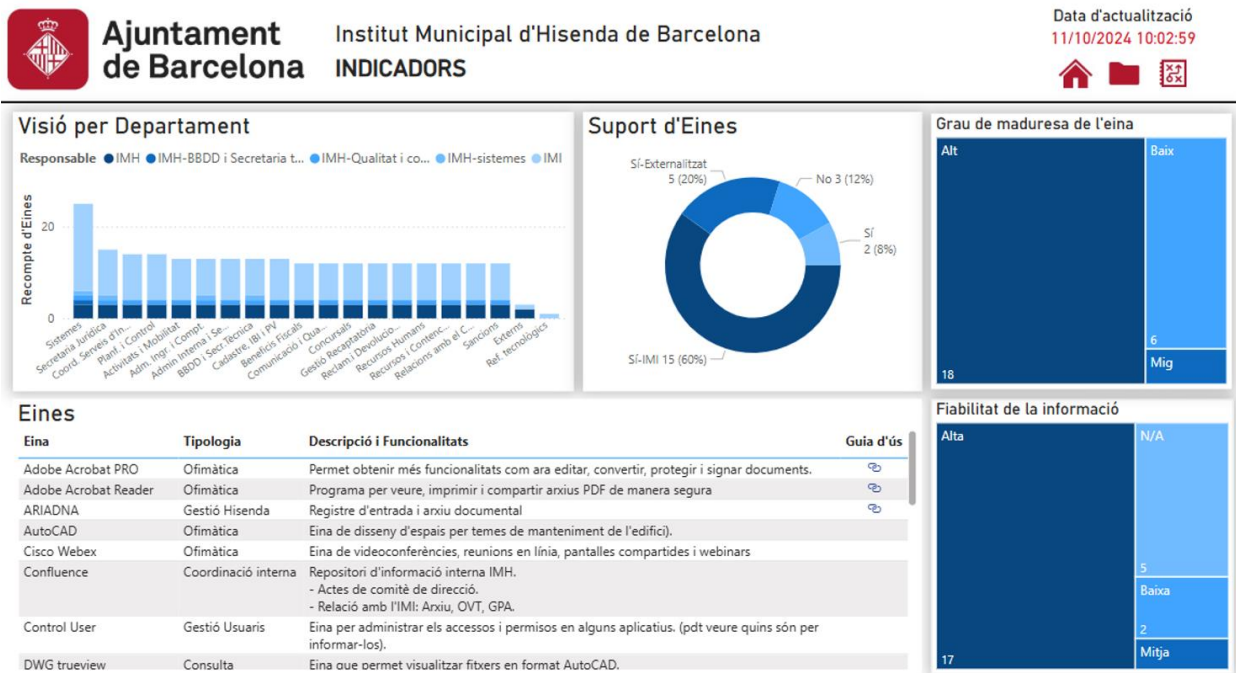 Ajuntament
de Barcelona
Institut Municipal d'Hisenda de Barcelona
INDICADORS
Data d'actualització
11/10/2024 10:02:59
Visió per Departament
Responsable IMH IMH-BBDD i Secretaria t... IMH-Qualitat i co... IMH-sistemes IMI
Recompte d'Eines
20
0
Sistemes
Secretaria Jurídica
Coord. Serveis d'In...
Planf. i Control
Activitats i Mobilitat
Adm. Ingr. i Compt.
Admin Interna i Se...
BBDD i Secr.Tècnica
Cadastre, IBI i PV
Beneficis Fiscals
Comunicació i Qua...
Concursals
Gestió Recaptatòria
Reclam.i Devolucio...
Recursos Humans
Recursos i Contenc...
Relacions amb el C...
Sancions
Externs
Ref. tecnològics
Suport d'Eines
Sí-Externalitzat
5 (20%)
No 3 (12%)
Sí
2 (8%)
Sí-IMI 15 (60%)
Grau de maduresa de l'eina
Alt
18
Baix
6
Mig
Eines
Eina Tipologia Descripció i Funcionalitats Guia d'ús
Adobe Acrobat PRO Ofimàtica Permet obtenir més funcionalitats com ara editar, convertir, protegir i signar documents.
Adobe Acrobat Reader Ofimàtica Programa per veure, imprimir i compartir arxius PDF de manera segura
ARIADNA Gestió Hisenda Registre d'entrada i arxiu documental
AutoCAD Ofimàtica Eina de disseny d'espais per temes de manteniment de l'edifici).
Cisco Webex Ofimàtica Eina de videoconferències, reunions en línia, pantalles compartides i webinars
Confluence Coordinació interna Repositori d'informació interna IMH.
- Actes de comitè de direcció.
- Relació amb l'IMI: Arxiu, OVT, GPA.
Control User Gestió Usuaris Eina per administrar els accessos i permisos en alguns aplicatius. (pdt veure quins són per
informar-los).
DWG trueview Consulta Eina que permet visualitzar fitxers en format AutoCAD.
Fiabilitat de la informació
Alta
17
N/A
5
Baixa
2
Mitja